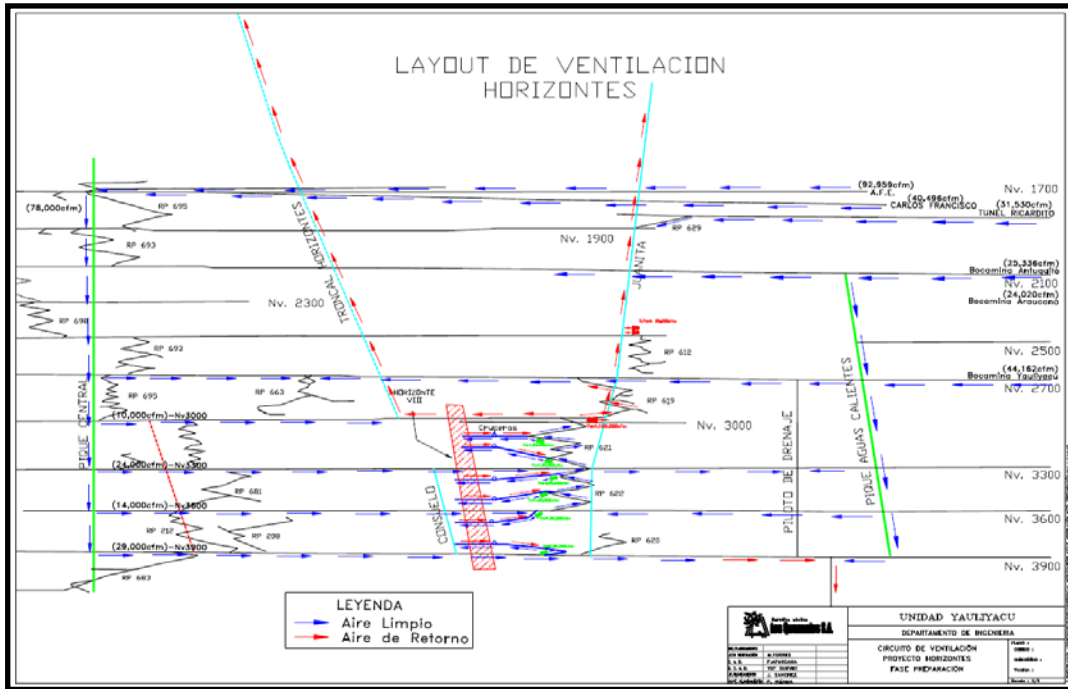 LAYOUT DE VENTILACION
HORIZONTES
(92,959cfm)
A.F.E.
Nv. 1700
(40,496cfm)
CARLOS FRANCISCO
(31,530cfm)
TUNEL RICARDITO
(78,000cfm)
RP 695
RP 629
RP 693
Nv. 1900
TRONCAL HORIZONTES
JUANITA
(25,336cfm)
Nv. 2100
(24,020cfm)
Bocamina Araucano
Nv. 2300
RP 693
RP 612
Nv. 2500
(44,162cfm)
Bocamina Yauliyacu
Nv. 2700
PIQUE CENTRAL
RP 695
RP 663
RP 619
HORIZONTE
VIII
(10,000cfm)-Nv3000
Cruceros
Nv. 3000
RP 621
PILOTO DE DRENAJE
PIQUE AGUAS CALIENTES
(24,000cfm)-Nv3300
Nv. 3300
RP 681
CONSUELO
RP 622
(14,000cfm)-Nv3600
Nv. 3600
RP 212
RP 208
RP 620
(29,000cfm)-Nv3900
Nv. 3900
RP 683
LEYENDA
Aire Limpio
Aire de Retorno
UNIDAD YAULIYACU
DEPARTAMENTO DE INGENIERIA
CIRCUITO DE VENTILACIÓN
PROYECTO HORIZONTES
FASE PREPARACIÓN